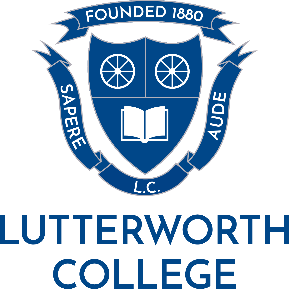 FOUNDED 1880
SAPERE
AUDE
L.C.
LUTTERWORTH
COLLEGE